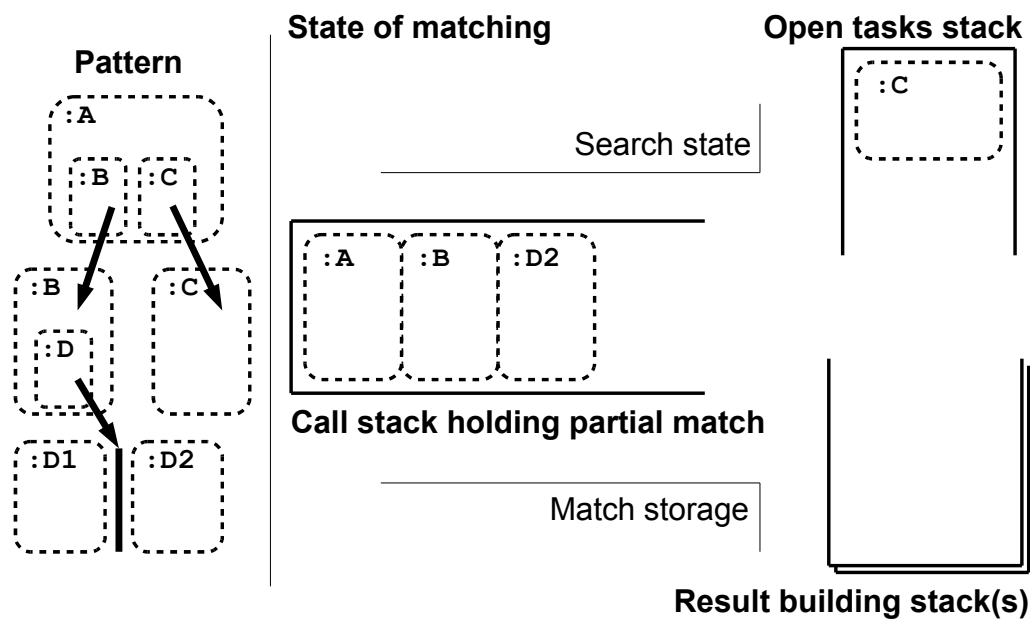 State of matching
Open tasks stack
Pattern
:A
:B :C
:B :C
:D
:D1 :D2
Search state
:C
:A :B :D2
Call stack holding partial match
Match storage
Result building stack(s)